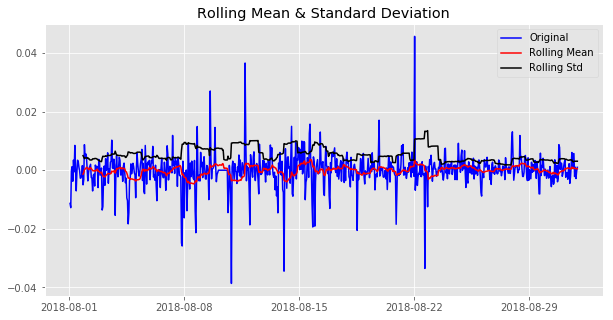 Rolling Mean & Standard Deviation
Original
Rolling Mean
Rolling Std
0.04
0.02
0.00
−0.02
−0.04
2018-08-01
2018-08-08
2018-08-15
2018-08-22
2018-08-29